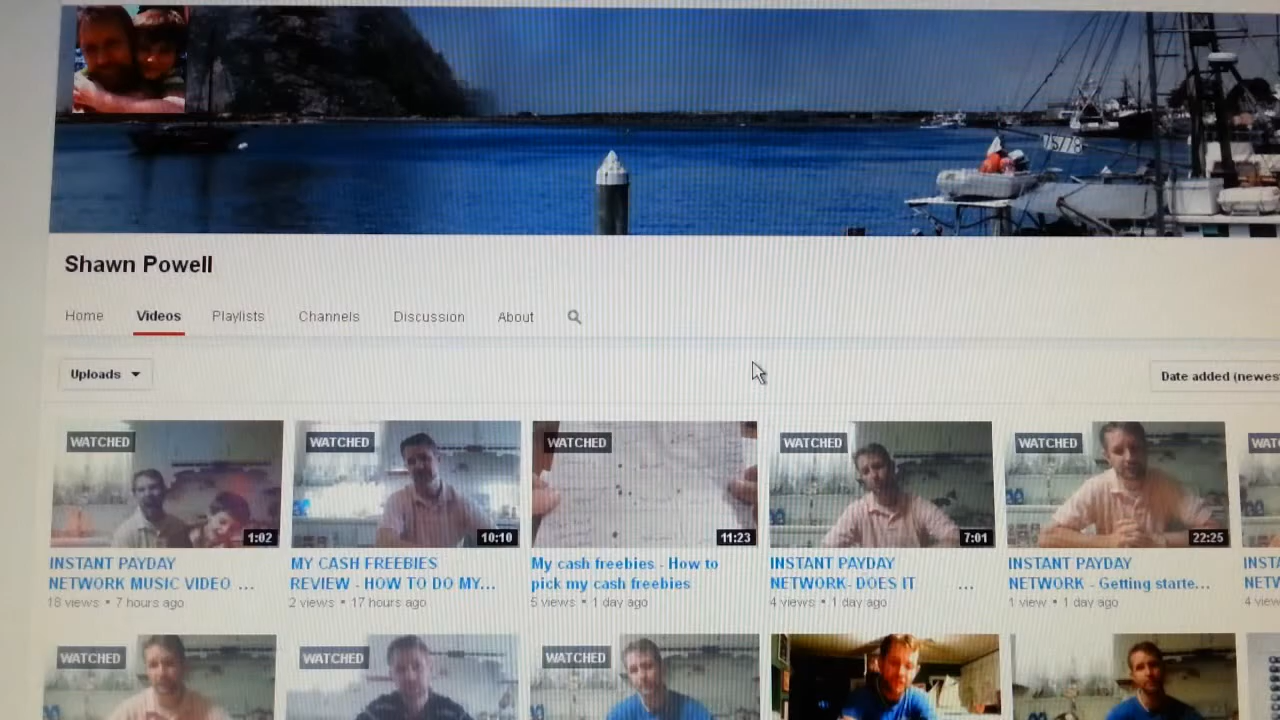 75778
Shawn Powell
Home Videos Playlists Channels Discussion About
Uploads
Date added (newes
WATCHED WATCHED WATCHED WATCHED WATCHED WAT
1:02 10:10 11:23 7:01 22:25
INSTANT PAYDAY MY CASH FREEBIES My cash freebies - How to INSTANT PAYDAY INSTANT PAYDAY INSTA
NETWORK MUSIC VIDEO ... REVIEW - HOW TO DO MY... pick my cash freebies NETWORK- DOES IT ... NETWORK - Getting starte... NETW
18 views • 7 hours ago 2 views • 17 hours ago 5 views • 1 day ago 4 views • 1 day ago 1 view • 1 day ago 4 view
WATCHED WATCHED WATCHED